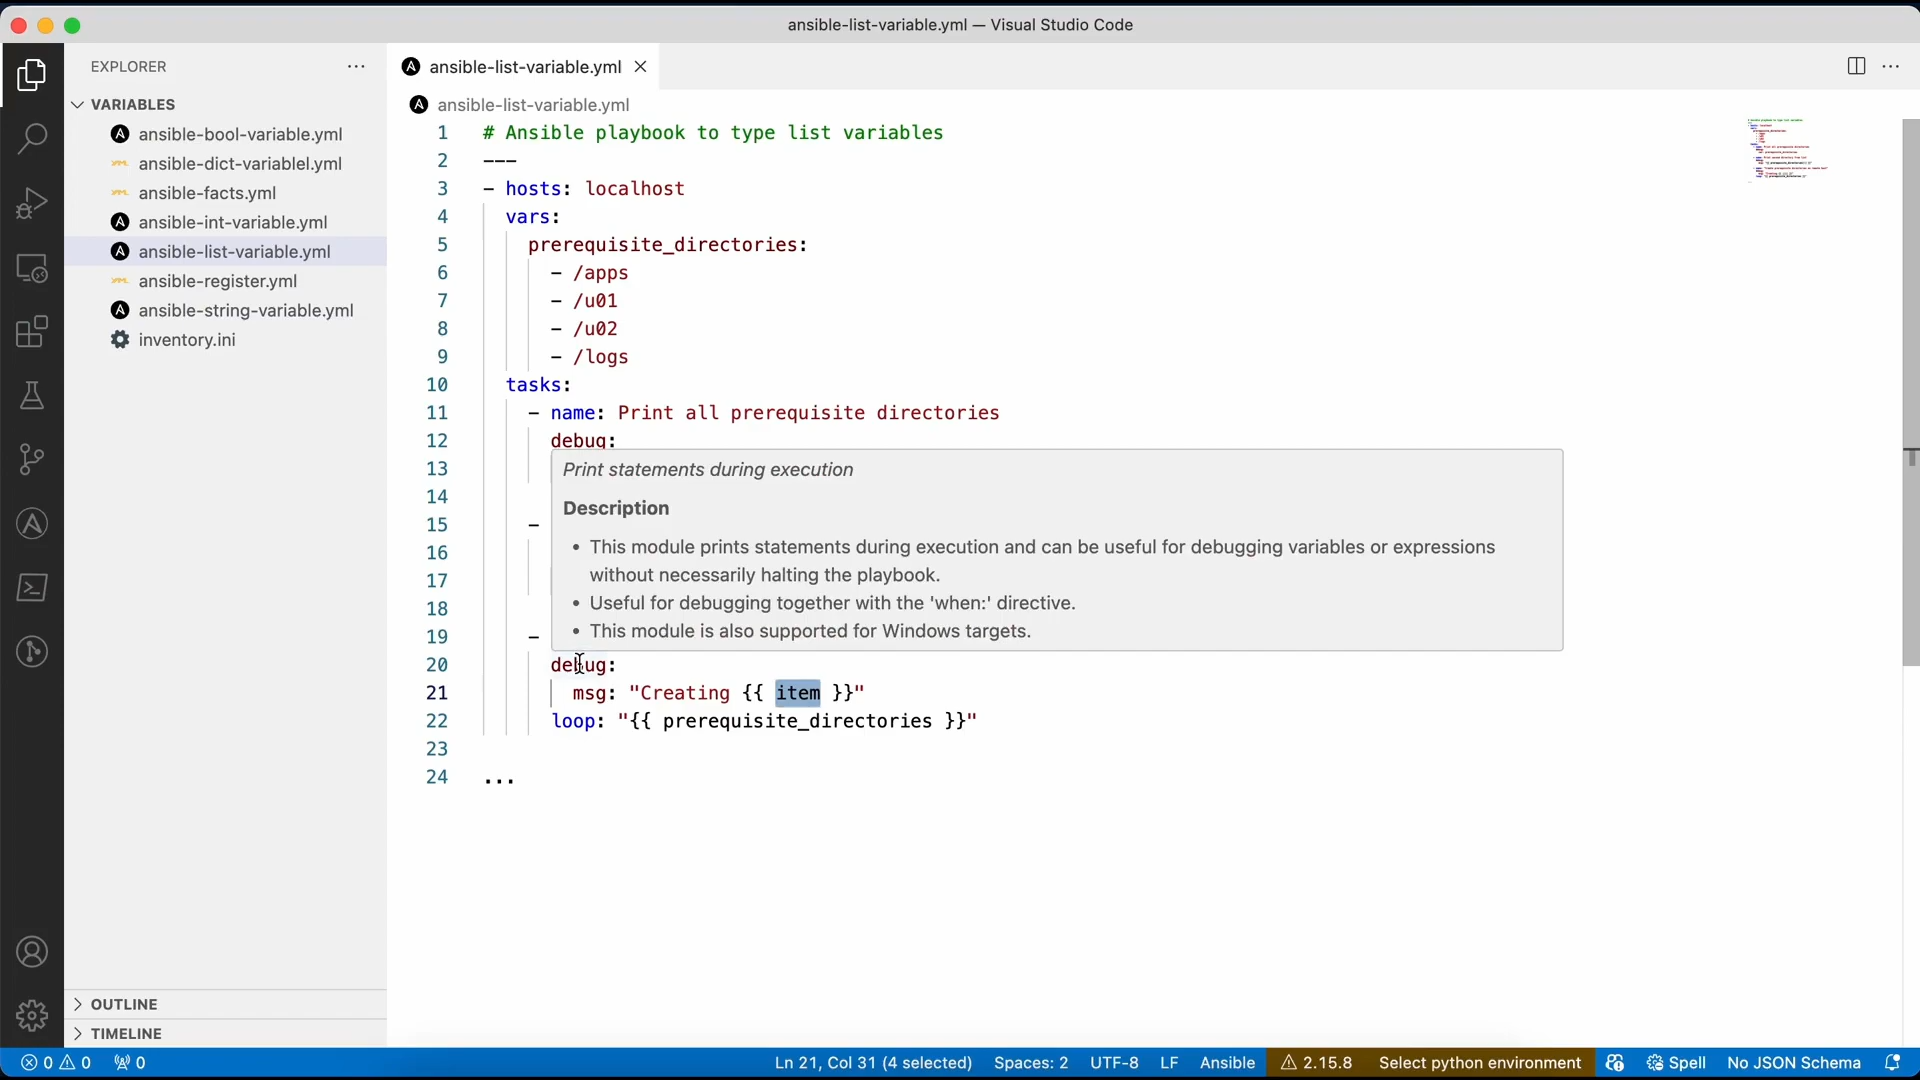 ansible-list-variable.yml — Visual Studio Code
EXPLORER
ansible-list-variable.yml
VARIABLES
ansible-bool-variable.yml
ansible-dict-variablel.yml
ansible-facts.yml
ansible-int-variable.yml
ansible-list-variable.yml
ansible-register.yml
ansible-string-variable.yml
inventory.ini
OUTLINE
TIMELINE
ansible-list-variable.yml
1 # Ansible playbook to type list variables
2 ---
3 - hosts: localhost
4 vars:
5 prerequisite_directories:
6 - /apps
7 - /u01
8 - /u02
9 - /logs
10 tasks:
11 - name: Print all prerequisite directories
12 debug:
13
14
15 -
16
17
18
19 -
Print statements during execution
Description
• This module prints statements during execution and can be useful for debugging variables or expressions
without necessarily halting the playbook.
• Useful for debugging together with the 'when:' directive.
• This module is also supported for Windows targets.
20 debug:
21 msg: "Creating {{ item }}"
22 loop: "{{ prerequisite_directories }}"
23
24 ...
0 0 0 Ln 21, Col 31 (4 selected) Spaces: 2 UTF-8 LF Ansible 2.15.8 Select python environment Spell No JSON Schema